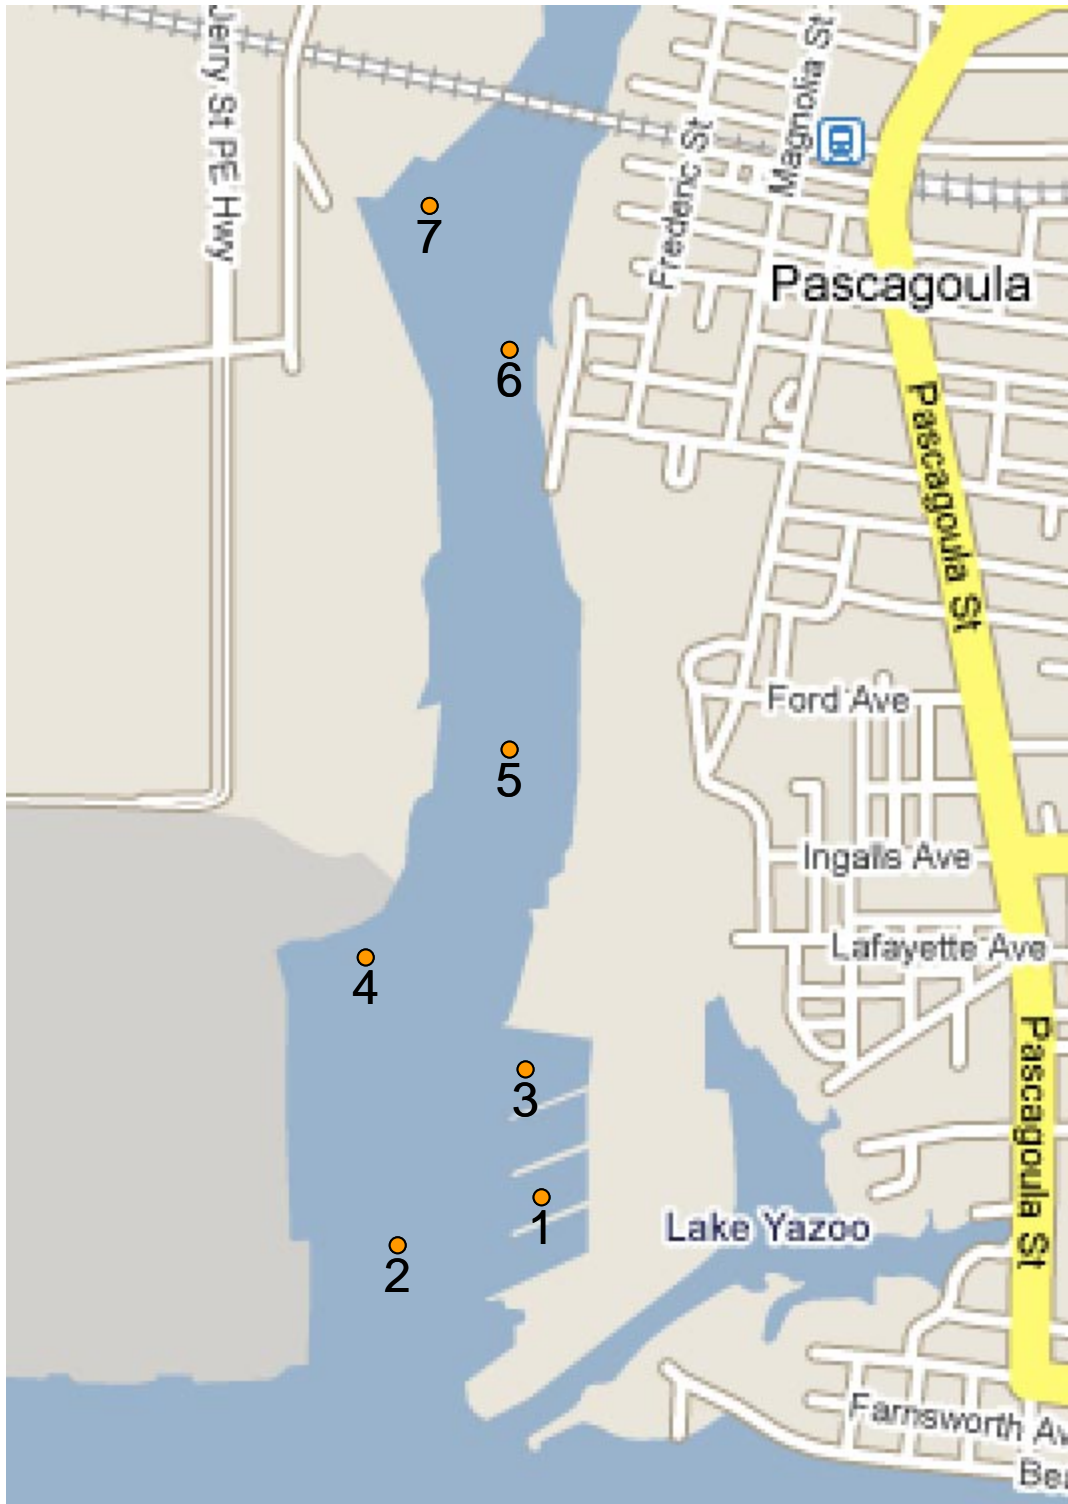 Jerry St PE Hwy
Magnolia St
Frederic St
7
Pascagoula
6
Pascagoula St
Ford Ave
5
Ingalls Ave
Lafayette Ave
4
3
Pascagoula St
1
Lake Yazoo
2
Farnsworth Av
Bea